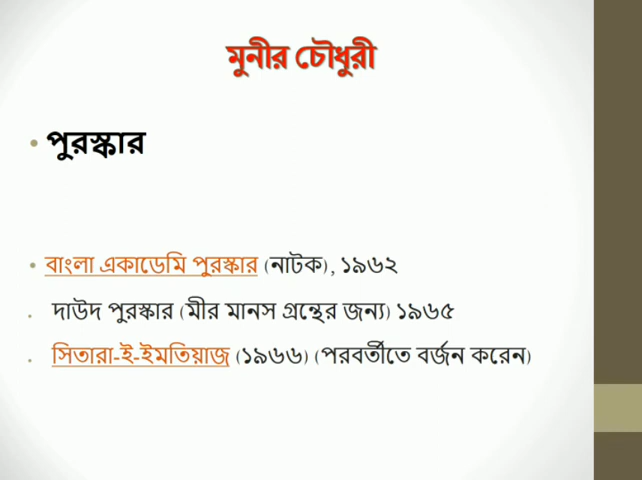 মুনীর চৌধুরী
• পুরস্কার
• বাংলা একাডেমি পুরস্কার (নাটক), ১৯৬২
. দাউদ পুরস্কার (মীর মানস গ্রন্থের জন্য) ১৯৬৫
. সিতারা-ই-ইমতিয়াজ (১৯৬৬) (পরবর্তীতে বর্জন করেন)